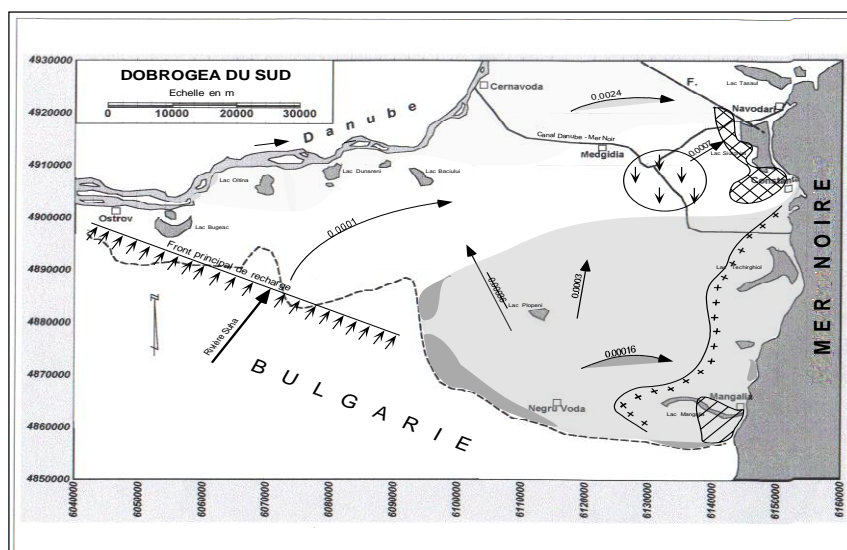 DOBROGEA DU SUD
Echelle en m
0 10000 20000 30000
4930000
4920000
4910000
4900000
4890000
4880000
4870000
4860000
4850000
Danube
Cernavoda
0.0024
F.
Lac Tasaul
Navodari
Canal Danube - Mer Noir
Medgidia
0.0007
Lac Oltina
Lac Dunareni
Lac Baciului
Ostrov
Lac Bugeac
Front principal de recharge
0.0001
Rivière Suha
Lac Plopeni
0.0003
Lac Techirghiol
0.00016
Negru Voda
Lac Mangalia
Mangalia
BULGARIE
MER NOIRE
6040000
6050000
6060000
6070000
6080000
6090000
6100000
6110000
6120000
6130000
6140000
6150000
6160000